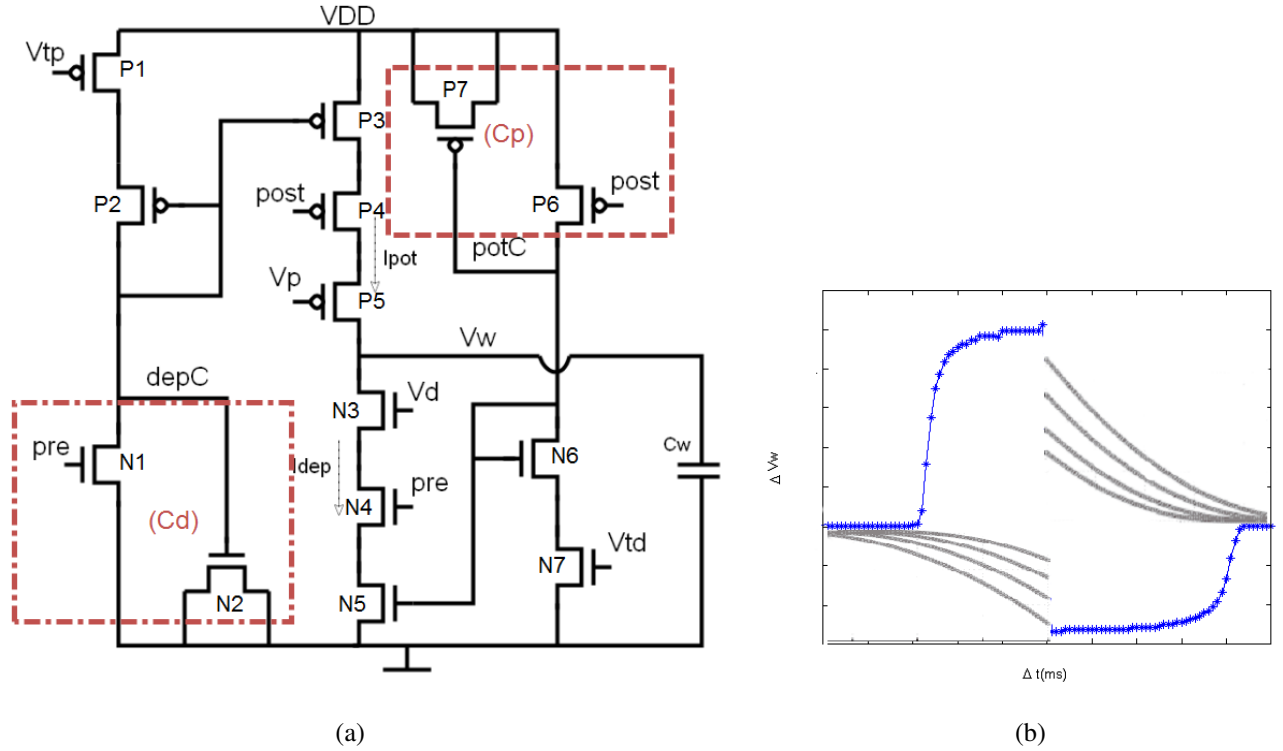 VDD
Vtp
P1
P7
P3
(Cp)
post
P4
post
P2
P6
Ipot
potC
Vp
P5
Vw
depC
Vd
N3
pre
N1
Idep
N6
Cw
pre
N4
(Cd)
Vtd
N7
N2
N5
Δ Vw
Δ t(ms)
(a)
(b)